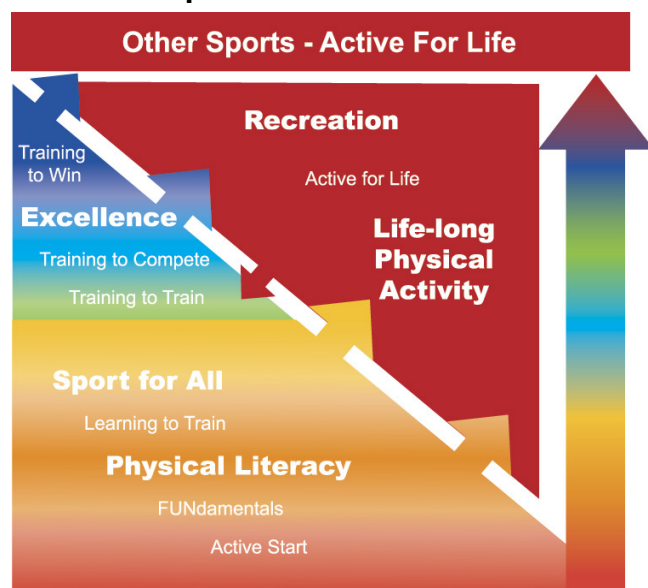 Other Sports - Active For Life
Recreation
Training
to Win
Active for Life
Excellence
Life-long
Physical
Activity
Training to Compete
Training to Train
Sport for All
Learning to Train
Physical Literacy
FUNdamentals
Active Start